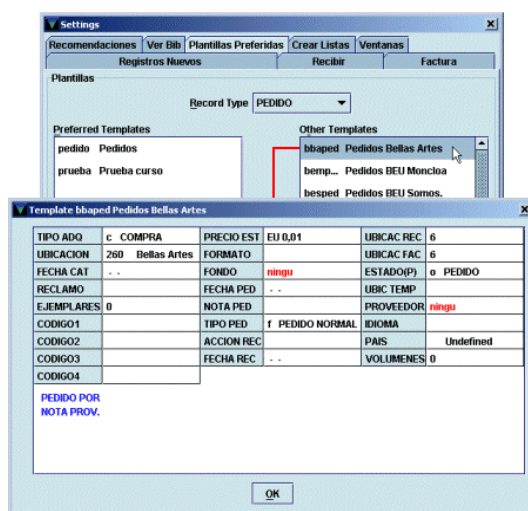 Settings
Recomendaciones Ver Bib Plantillas Preferidas Crear Listas Ventanas
Registros Nuevos Recibir Factura
Plantillas
Record Type PEDIDO
Preferred Templates Other Templates
pedido Pedidos bbaped Pedidos Bellas Artes
prueba Prueba curso bemp... Pedidos BEU Moncloa
besped Pedidos BEU Somos.
Template bbaped Pedidos Bellas Artes
TIPO ADQ c COMPRA PRECIO EST EU 0,01 UBICAC REC 6
UBICACION 260 Bellas Artes FORMATO UBICAC FAC 6
FECHA CAT - - FONDO ningu ESTADO(P) o PEDIDO
RECLAMO FECHA PED - - UBIC TEMP
EJEMPLARES 0 NOTA PED PROVEEDOR ningu
CODIGO1 TIPO PED f PEDIDO NORMAL IDIOMA
CODIGO2 ACCION REC PAIS Undefined
CODIGO3 FECHA REC - - VOLUMENES 0
CODIGO4
PEDIDO POR
NOTA PROV.
OK